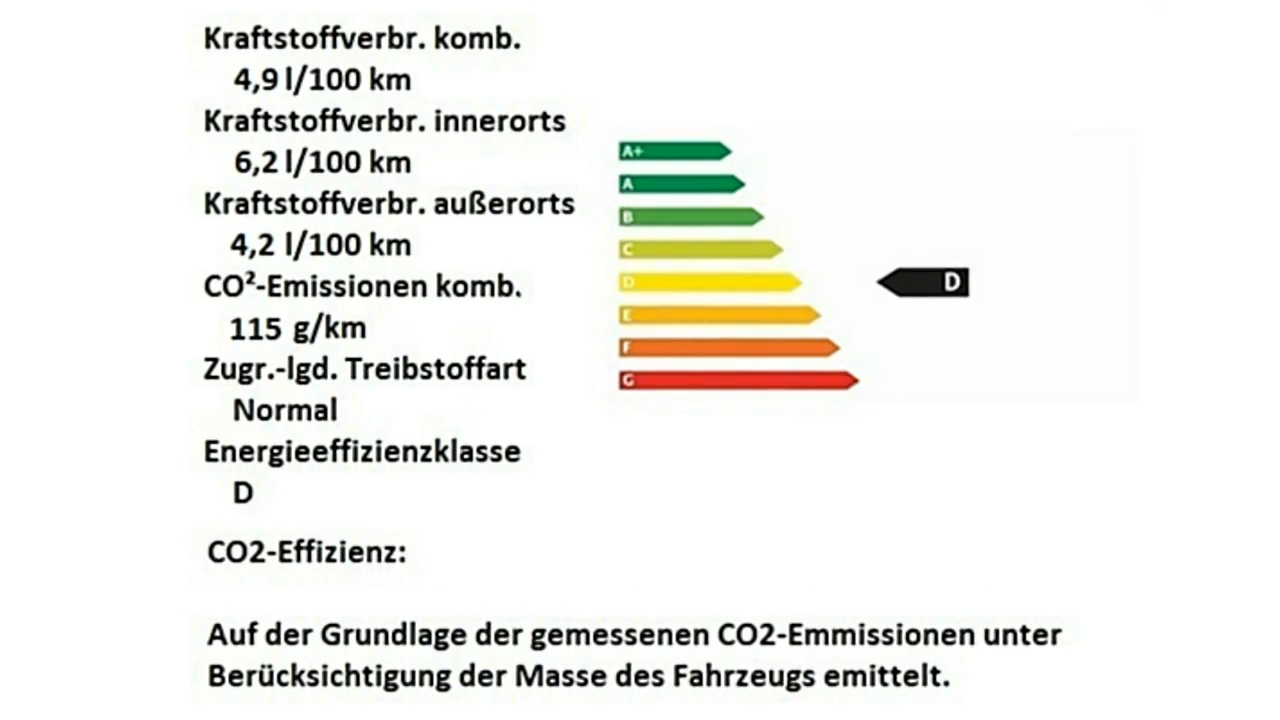 Kraftstoffverbr. komb.
4,9 l/100 km
Kraftstoffverbr. innerorts
6,2 l/100 km
Kraftstoffverbr. außerorts
4,2 l/100 km
CO²-Emissionen komb.
115 g/km
Zugr.-lgd. Treibstoffart
Normal
Energieeffizienzklasse
D
A+
A
B
C
D
E
F
G
D
CO2-Effizienz:
Auf der Grundlage der gemessenen CO2-Emmissionen unter
Berücksichtigung der Masse des Fahrzeugs emittelt.